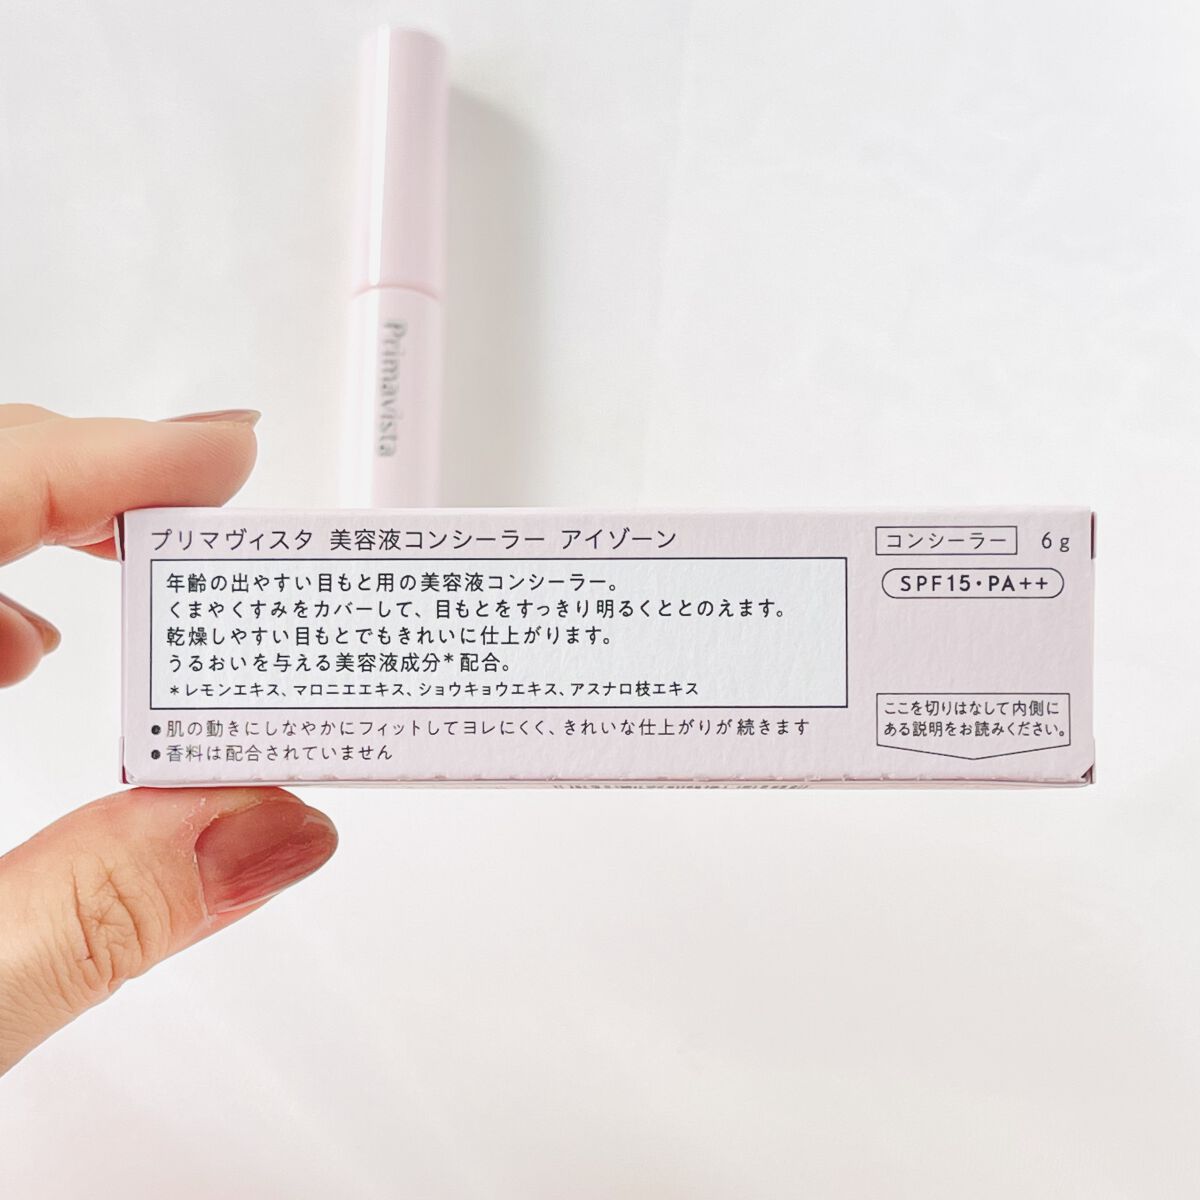 Primavista
プリマヴィスタ 美容液コンシーラー アイゾーン
コンシーラー 6g
SPF15・PA++
年齢の出やすい目もと用の美容液コンシーラー。
くまやくすみをカバーして、目もとをすっきり明るくととのえます。
乾燥しやすい目もとでもきれいに仕上がります。
うるおいを与える美容液成分*配合。
*レモンエキス、マロニエエキス、ショウキョウエキス、アスナロ枝エキス
●肌の動きにしなやかにフィットしてヨレにくく、きれいな仕上がりが続きます
●香料は配合されていません
ここを切りはなして内側に
ある説明をお読みください。